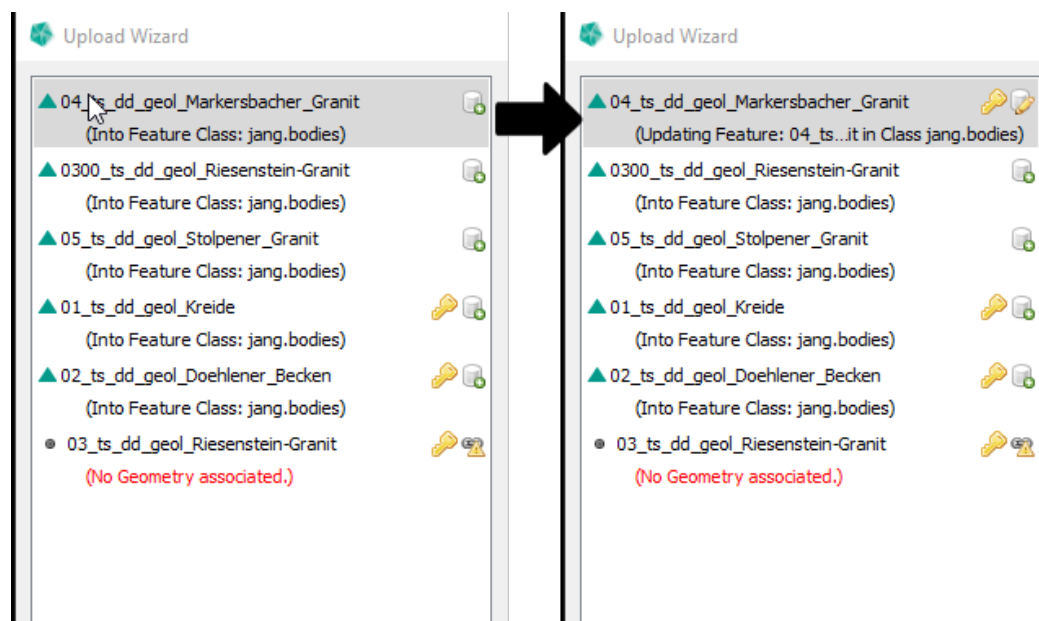 Upload Wizard
04_ts_dd_geol_Markersbacher_Granit
(Into Feature Class: jang.bodies)
0300_ts_dd_geol_Riesenstein-Granit
(Into Feature Class: jang.bodies)
05_ts_dd_geol_Stolpener_Granit
(Into Feature Class: jang.bodies)
01_ts_dd_geol_Kreide
(Into Feature Class: jang.bodies)
02_ts_dd_geol_Doehlener_Becken
(Into Feature Class: jang.bodies)
03_ts_dd_geol_Riesenstein-Granit
(No Geometry associated.)
Upload Wizard
04_ts_dd_geol_Markersbacher_Granit
(Updating Feature: 04_ts...it in Class jang.bodies)
0300_ts_dd_geol_Riesenstein-Granit
(Into Feature Class: jang.bodies)
05_ts_dd_geol_Stolpener_Granit
(Into Feature Class: jang.bodies)
01_ts_dd_geol_Kreide
(Into Feature Class: jang.bodies)
02_ts_dd_geol_Doehlener_Becken
(Into Feature Class: jang.bodies)
03_ts_dd_geol_Riesenstein-Granit
(No Geometry associated.)